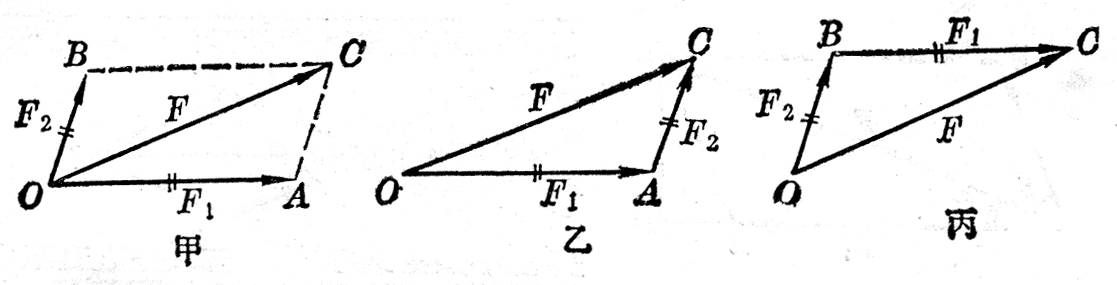 B C
F₂ F
O F₁ A
甲
C
F F₂
O F₁ A
乙
B F₁ C
F₂ F
O
丙